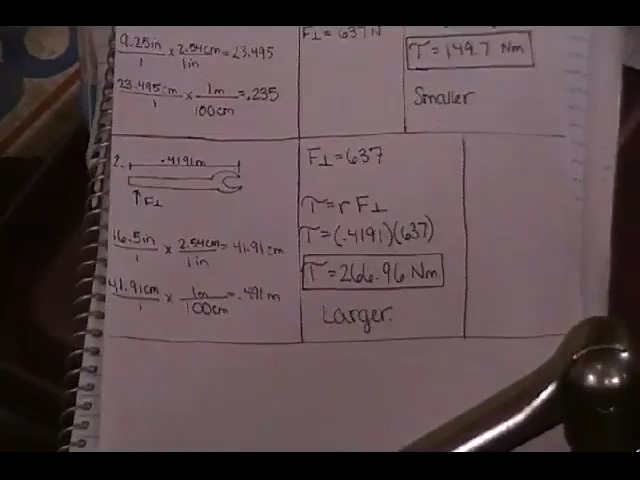 9.25in/1 x 2.54cm/1in = 23.495
23.495cm/1 x 1m/100cm = .235
F⊥ = 637 N
τ = 149.7 Nm
Smaller
2.
.4191m
↑F⊥
16.5in/1 x 2.54cm/1in = 41.91cm
41.91cm/1 x 1m/100cm = .491m
F⊥ = 637
τ = r F⊥
τ = (.4191)(637)
τ = 266.96 Nm
Larger.